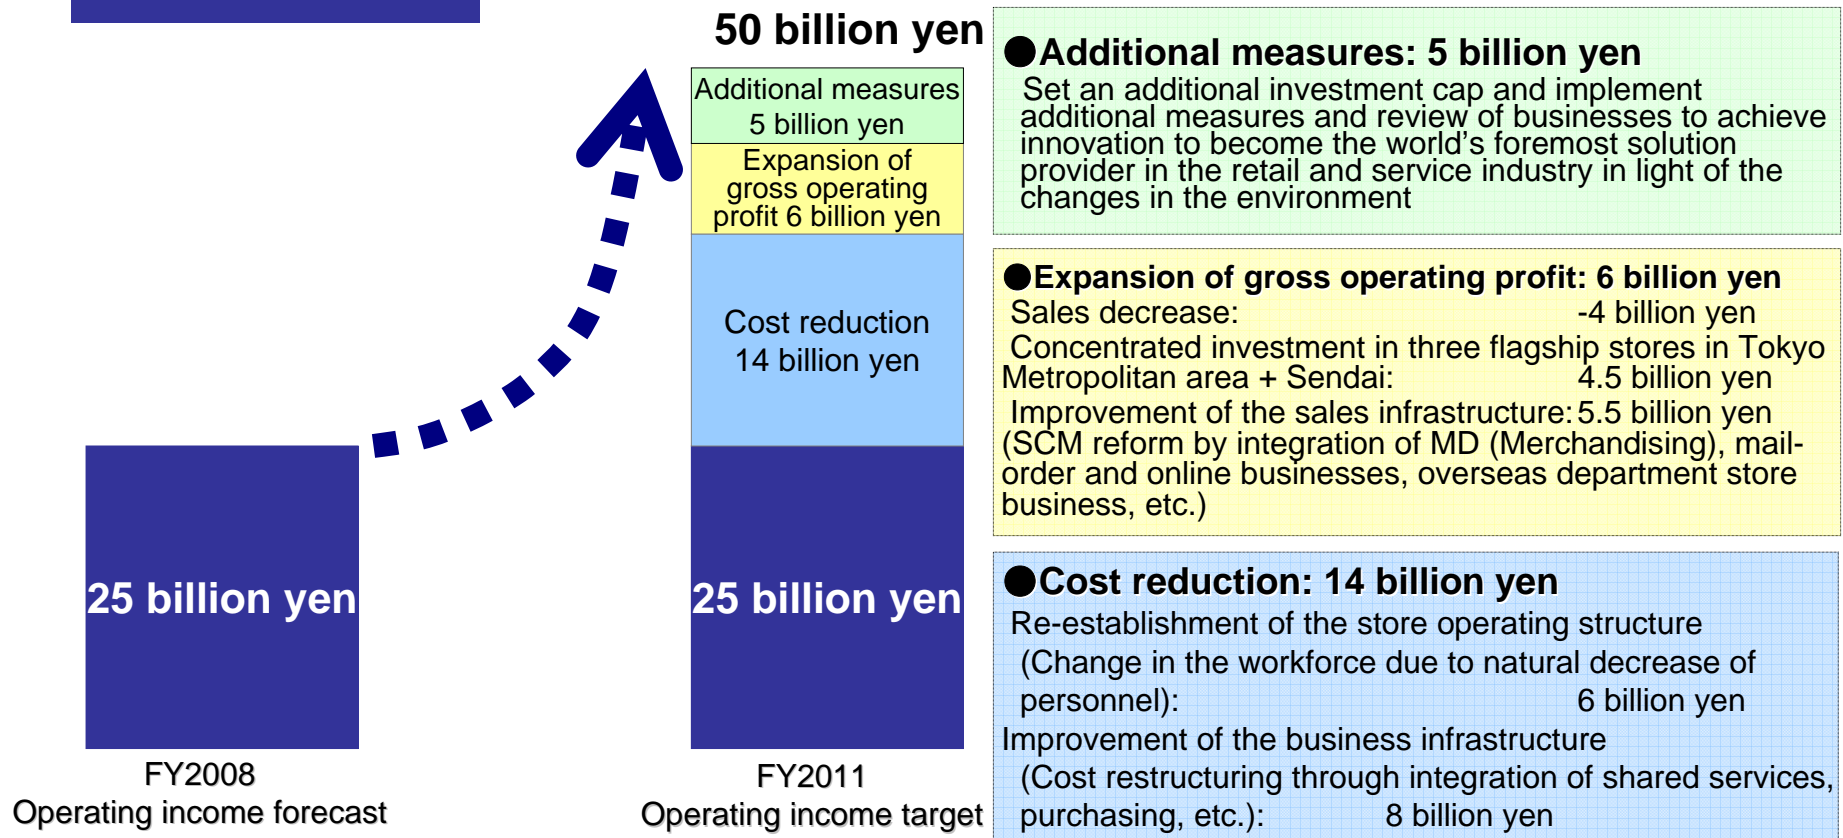 50 billion yen
Additional measures
5 billion yen
Expansion of
gross operating
profit 6 billion yen
Cost reduction
14 billion yen
25 billion yen
25 billion yen
FY2008
Operating income forecast
FY2011
Operating income target
●Additional measures: 5 billion yen
Set an additional investment cap and implement
additional measures and review of businesses to achieve
innovation to become the world’s foremost solution
provider in the retail and service industry in light of the
changes in the environment
●Expansion of gross operating profit: 6 billion yen
Sales decrease: -4 billion yen
Concentrated investment in three flagship stores in Tokyo
Metropolitan area + Sendai: 4.5 billion yen
Improvement of the sales infrastructure: 5.5 billion yen
(SCM reform by integration of MD (Merchandising), mail-
order and online businesses, overseas department store
business, etc.)
●Cost reduction: 14 billion yen
Re-establishment of the store operating structure
(Change in the workforce due to natural decrease of
personnel): 6 billion yen
Improvement of the business infrastructure
(Cost restructuring through integration of shared services,
purchasing, etc.): 8 billion yen